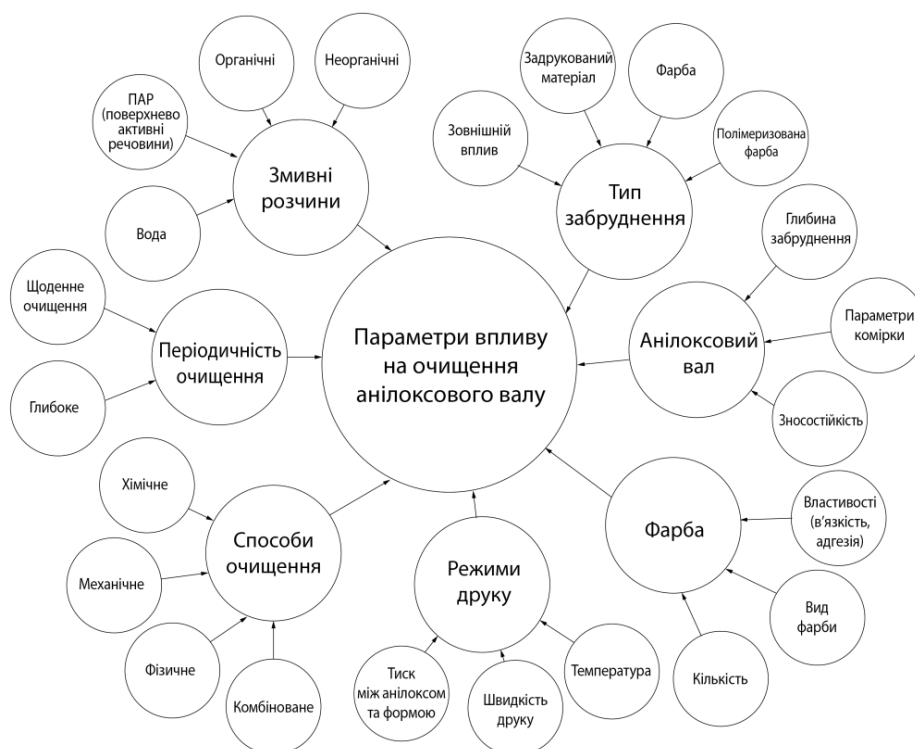 Органічні
Неорганічні
ПАР
(поверхнево
активні
речовини)
Вода
Змивні
розчини
Задрукований
матеріал
Фарба
Зовнішній
вплив
Полімеризована
фарба
Тип
забруднення
Глибина
забруднення
Параметри
комірки
Зносостійкість
Анілоксовий
вал
Щоденне
очищення
Глибоке
Періодичність
очищення
Параметри впливу
на очищення
анілоксового валу
Хімічне
Механічне
Фізичне
Комбіноване
Способи
очищення
Режими
друку
Тиск
між анілоксом
та формою
Швидкість
друку
Температура
Фарба
Властивості
(в’язкість,
адгезія)
Вид
фарби
Кількість